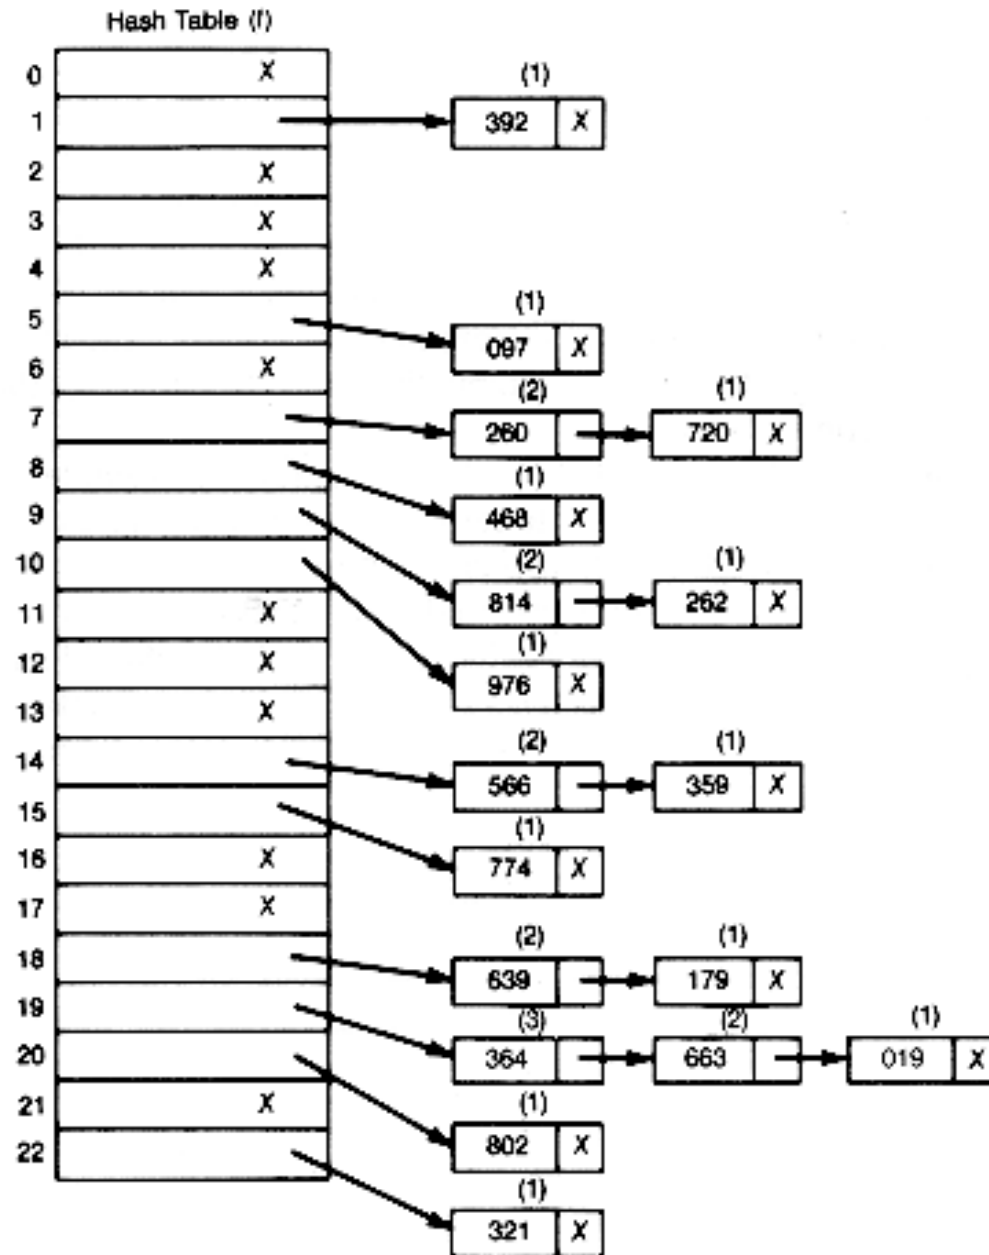 Hash Table (f)
0 X (1)
1 392 X
2 X
3 X
4 X
5 (1)
097 X
6 X
7 (2) (1)
260 720 X
8 (1)
468 X
9 (2) (1)
10 814 262 X
11 X (1)
12 X 976 X
13 X
14 (2) (1)
566 359 X
15 (1)
16 X 774 X
17 X
18 (2) (1)
639 179 X
19 (3) (2) (1)
20 364 663 019 X
21 X (1)
22 802 X
(1)
321 X